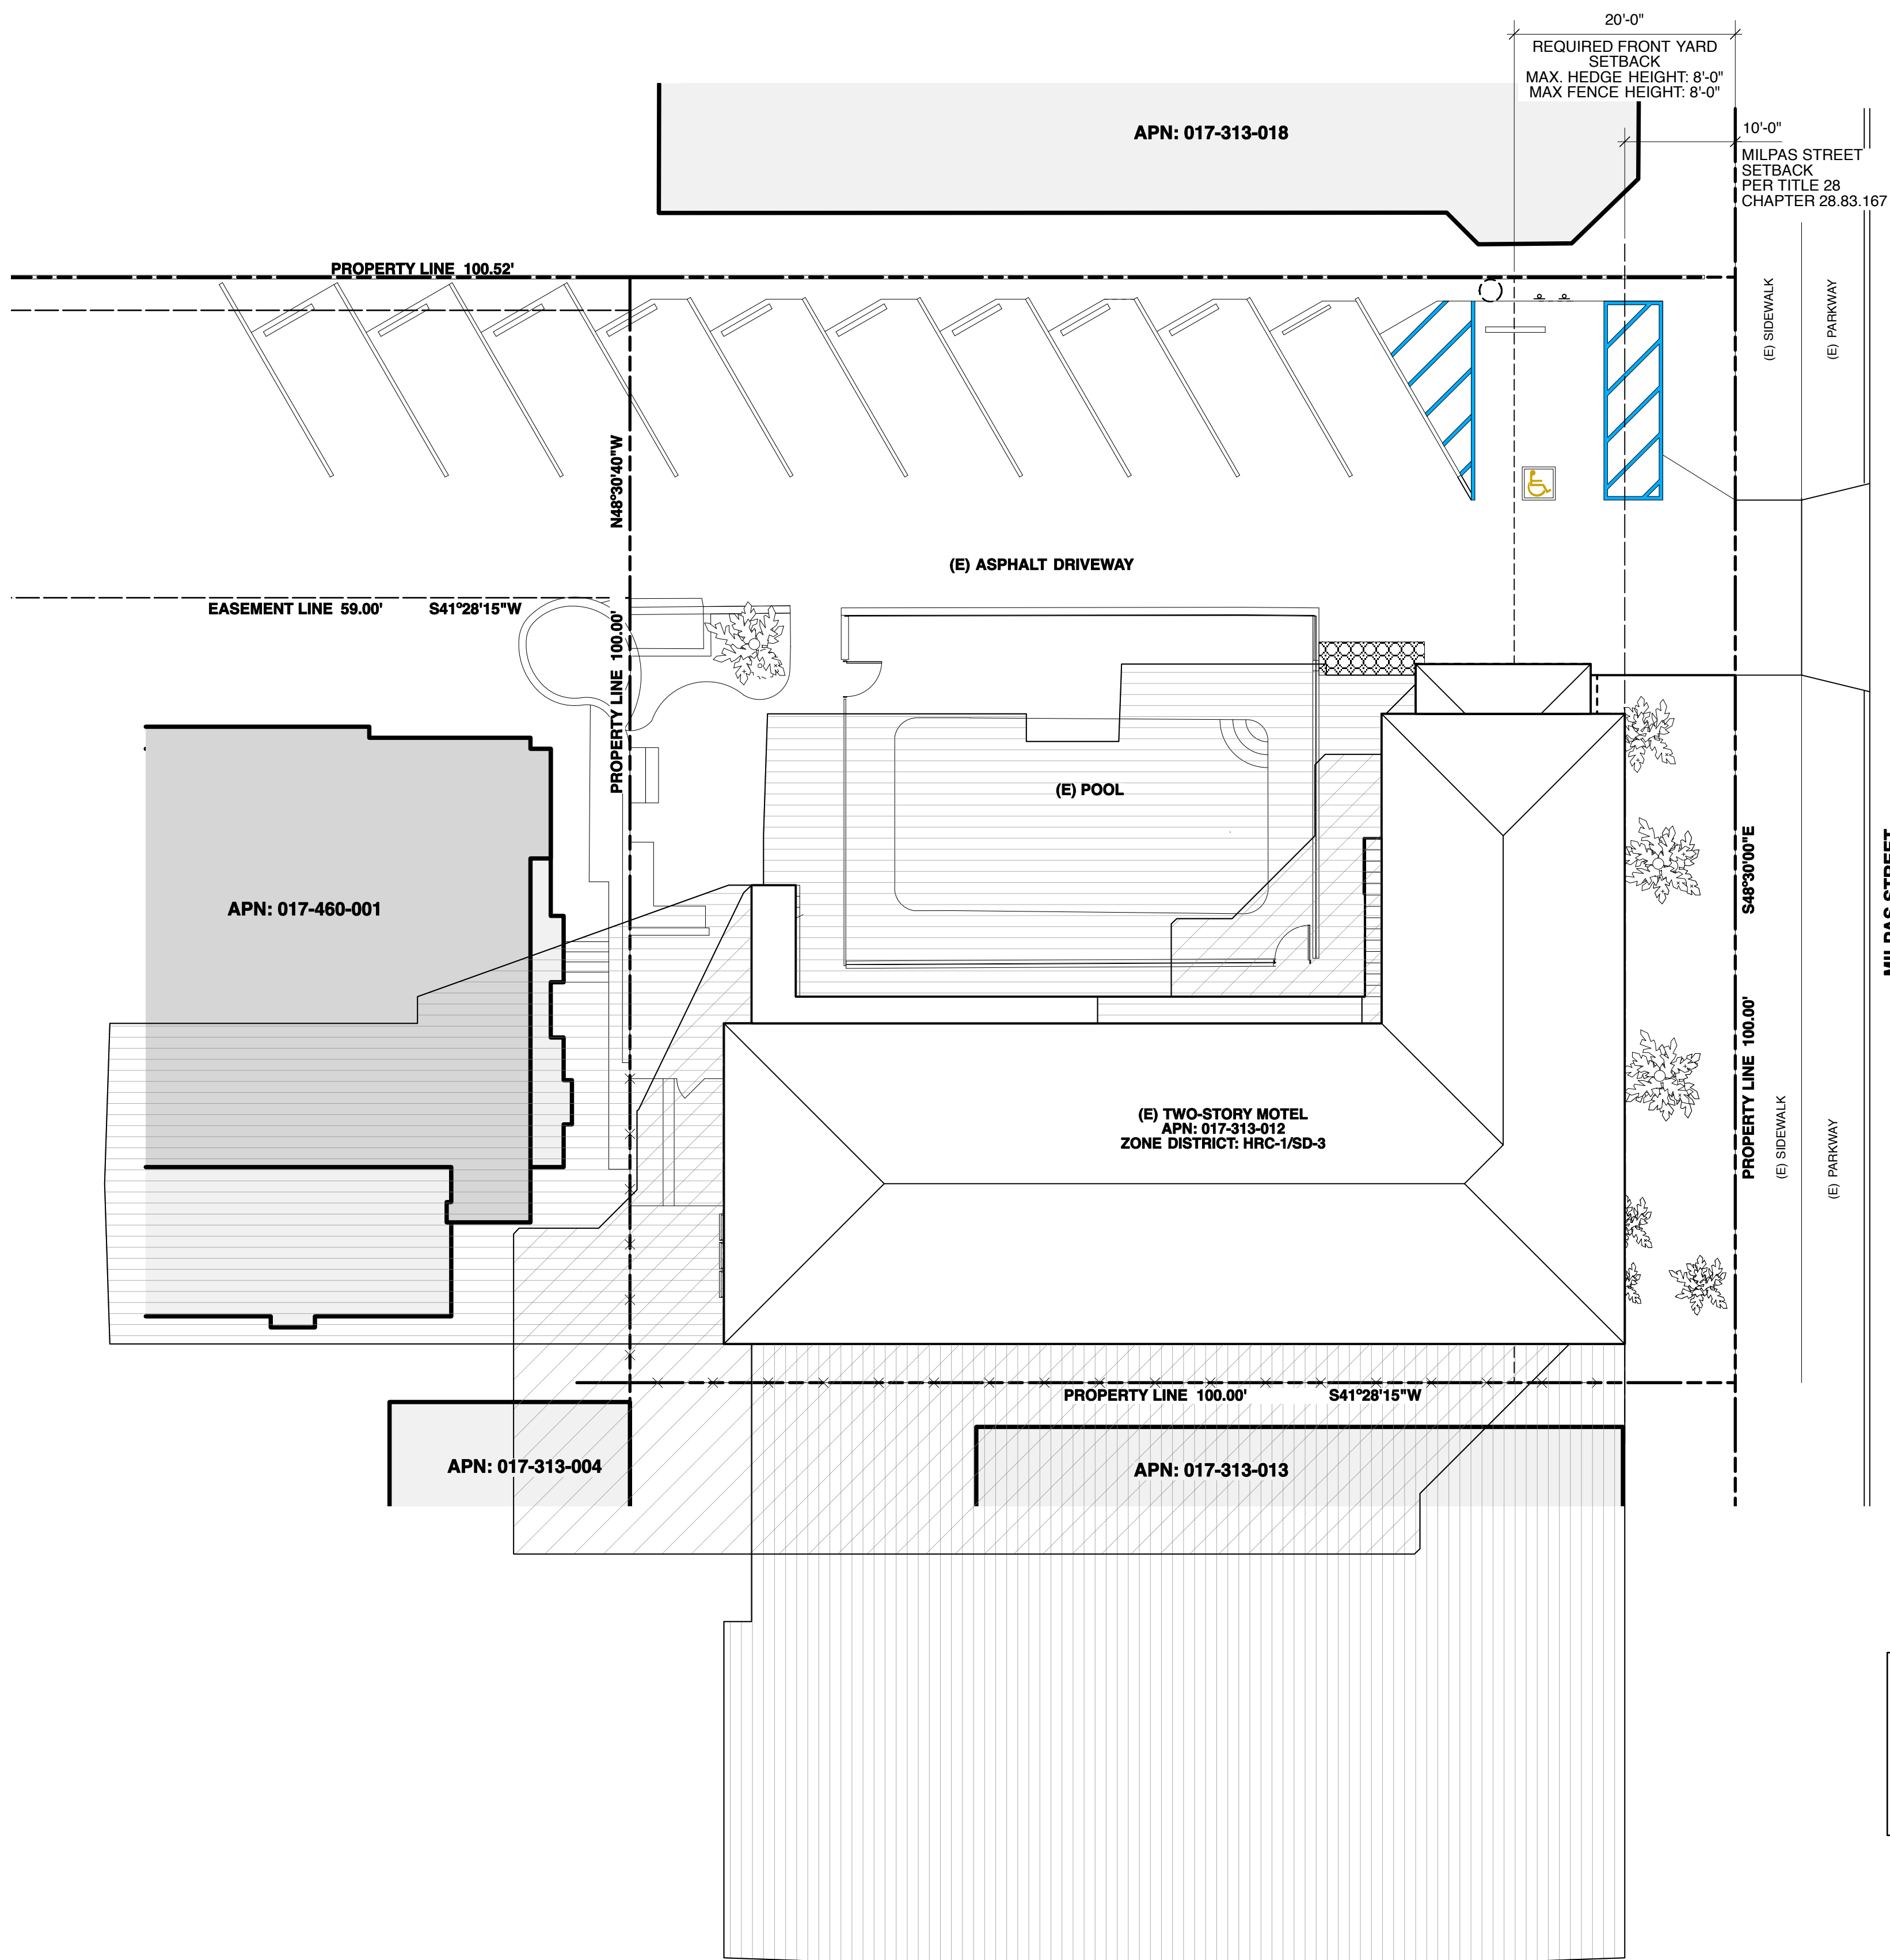 20'-0"
REQUIRED FRONT YARD
SETBACK
MAX. HEDGE HEIGHT: 8'-0"
MAX FENCE HEIGHT: 8'-0"
APN: 017-313-018
10'-0"
MILPAS STREET
SETBACK
PER TITLE 28
CHAPTER 28.83.167
PROPERTY LINE 100.52'
(E) SIDEWALK
(E) PARKWAY
N48°30'40"W
(E) ASPHALT DRIVEWAY
EASEMENT LINE 59.00' S41°28'15"W
PROPERTY LINE 100.00'
(E) POOL
S48°30'00"E
MILPAS STREET
APN: 017-460-001
PROPERTY LINE 100.00'
(E) TWO-STORY MOTEL
APN: 017-313-012
ZONE DISTRICT: HRC-1/SD-3
(E) SIDEWALK
(E) PARKWAY
PROPERTY LINE 100.00' S41°28'15"W
APN: 017-313-004
APN: 017-313-013